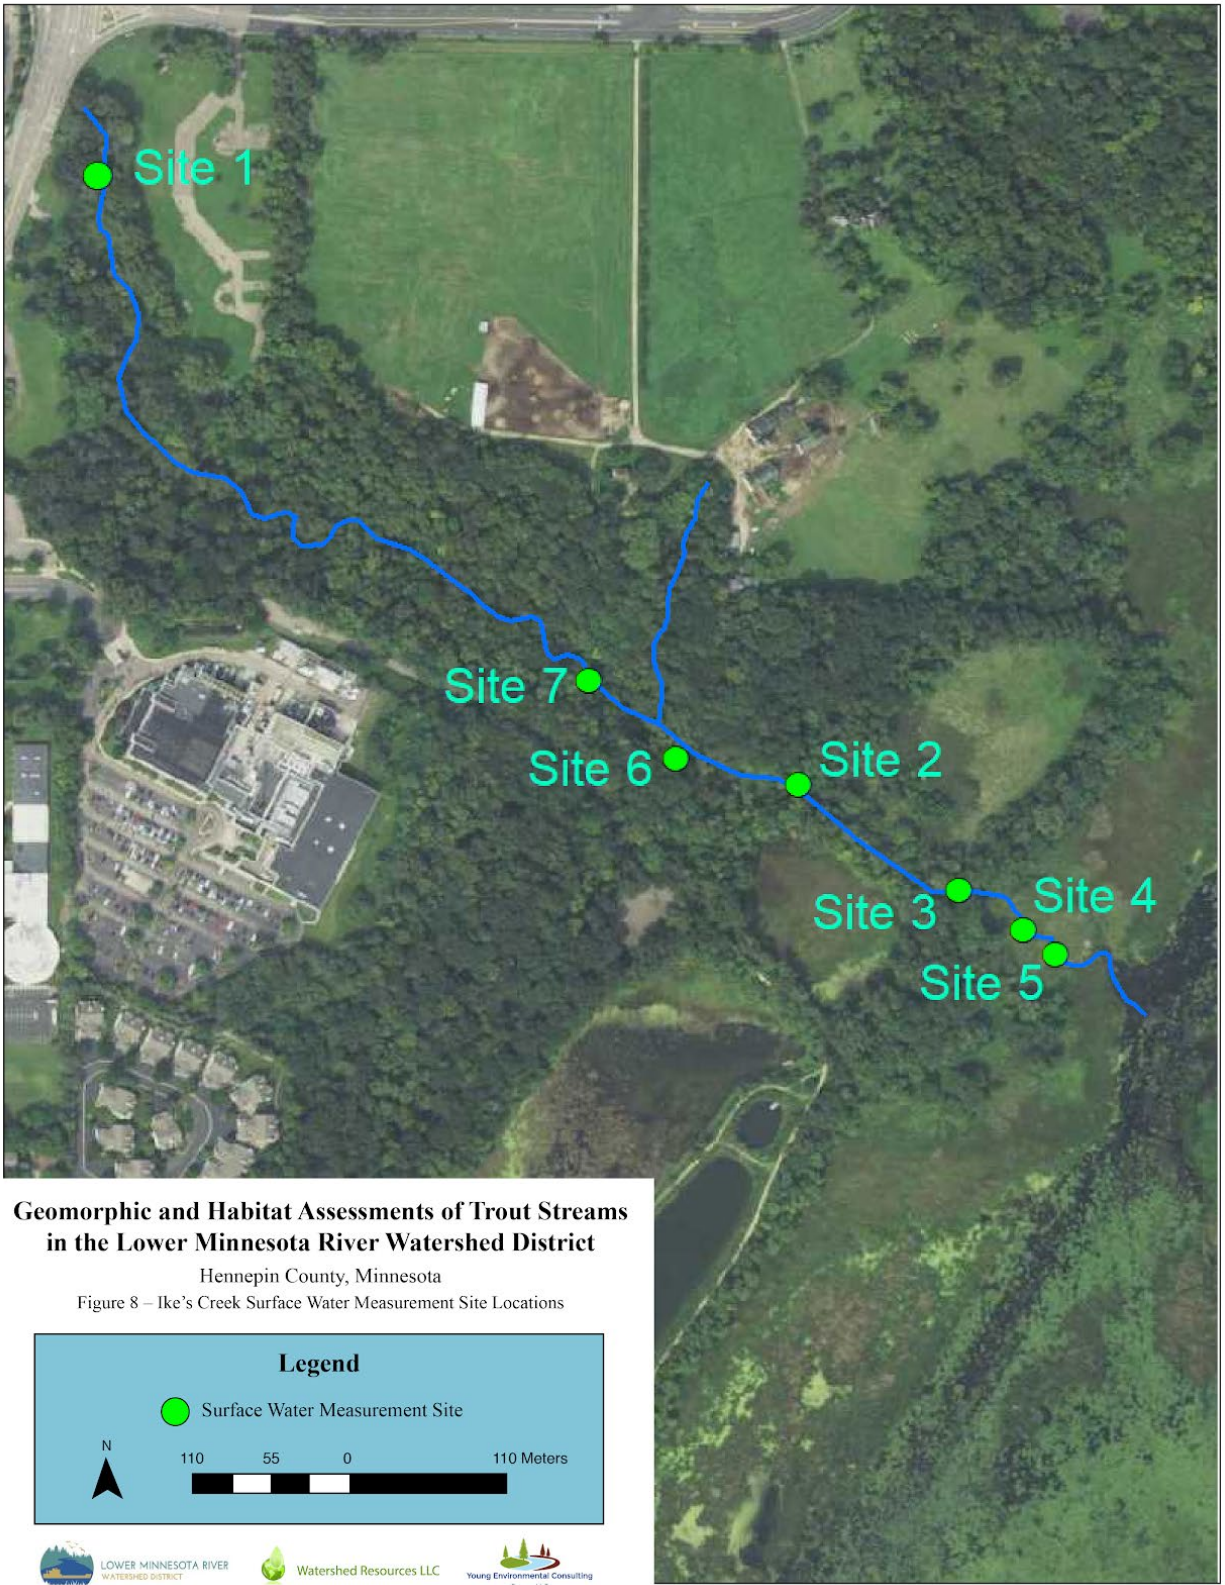 Site 1
Site 7
Site 6
Site 2
Site 3
Site 4
Site 5
Geomorphic and Habitat Assessments of Trout Streams
in the Lower Minnesota River Watershed District
Hennepin County, Minnesota
Figure 8 – Ike's Creek Surface Water Measurement Site Locations
Legend
Surface Water Measurement Site
N
110 55 0 110 Meters
LOWER MINNESOTA RIVER
WATERSHED DISTRICT
Watershed Resources LLC
Young Environmental Consulting